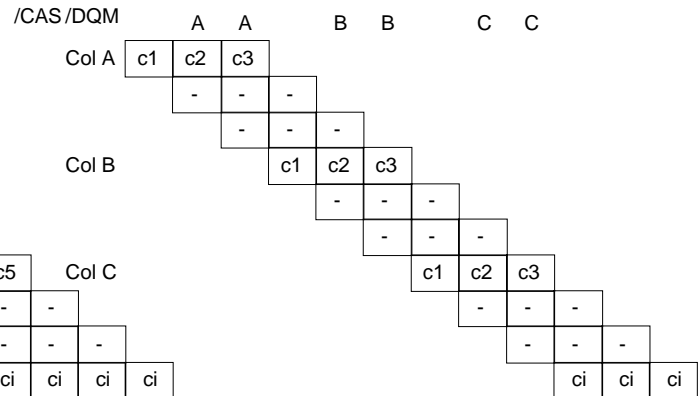 /CAS /DQM A A B B C C
Col A c1 c2 c3
- - -
- - -
Col B c1 c2 c3
- - -
- - -
c5 Col C c1 c2 c3
- - - - -
- - - - - -
ci ci ci ci ci ci ci